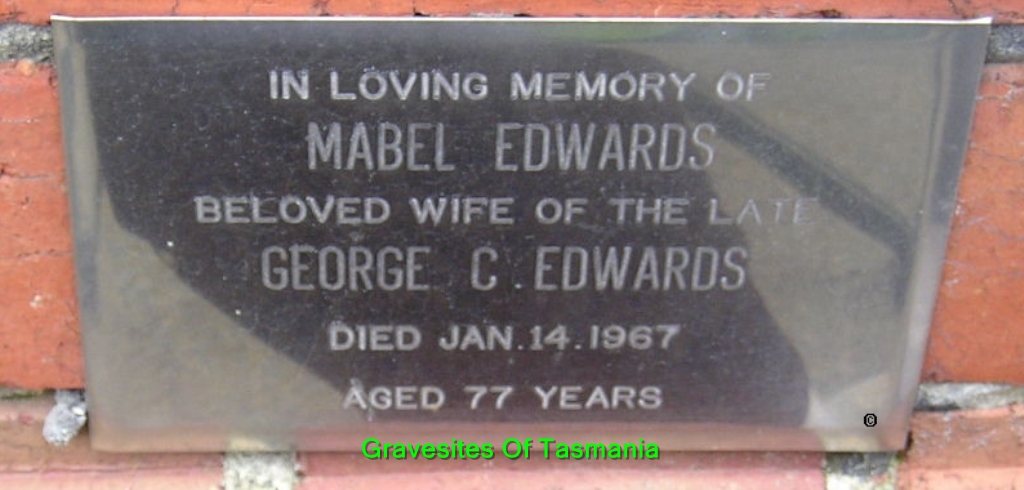 IN LOVING MEMORY OF
MABEL EDWARDS
BELOVED WIFE OF THE LATE
GEORGE C. EDWARDS
DIED JAN. 14. 1967
AGED 77 YEARS
©
Gravesites Of Tasmania